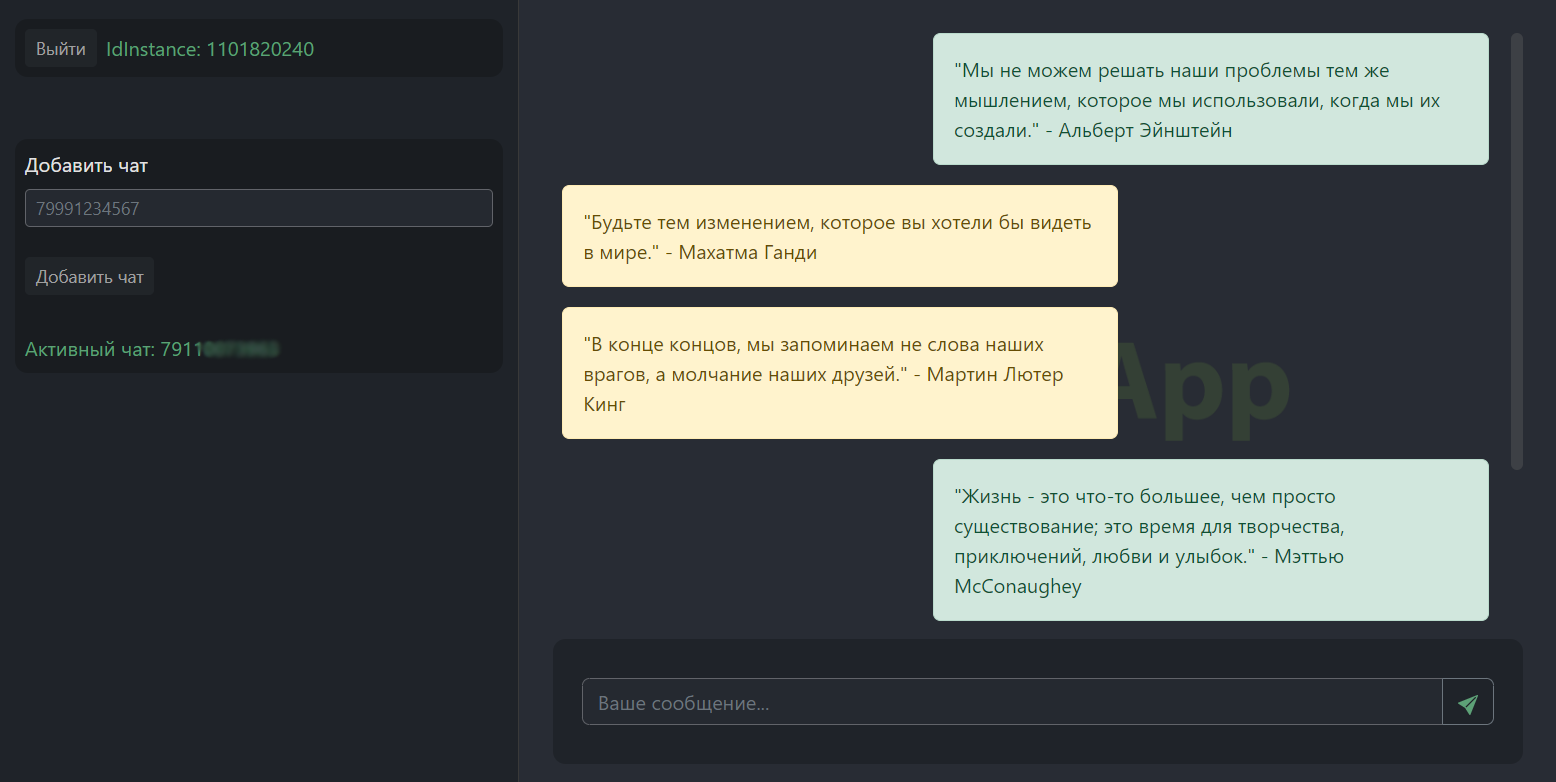 Выйти IdInstance: 1101820240
Добавить чат
79991234567
Добавить чат
Активный чат: 7911
"Мы не можем решать наши проблемы тем же
мышлением, которое мы использовали, когда мы их
создали." - Альберт Эйнштейн
"Будьте тем изменением, которое вы хотели бы видеть
в мире." - Махатма Ганди
"В конце концов, мы запоминаем не слова наших
врагов, а молчание наших друзей." - Мартин Лютер
Кинг
App
"Жизнь - это что-то большее, чем просто
существование; это время для творчества,
приключений, любви и улыбок." - Мэттью
McConaughey
Ваше сообщение...